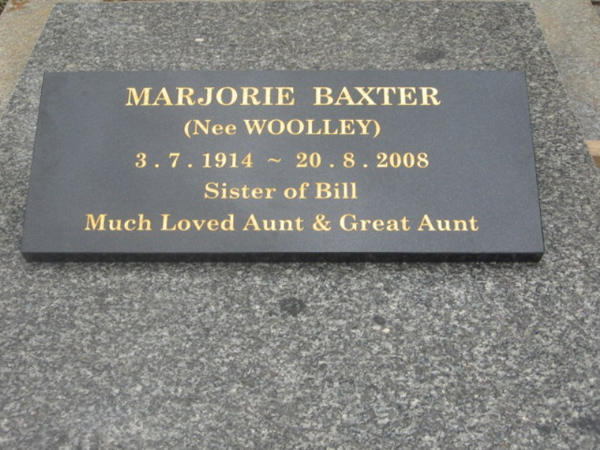 MARJORIE BAXTER
(Nee WOOLLEY)
3 . 7 . 1914 ~ 20 . 8 . 2008
Sister of Bill
Much Loved Aunt & Great Aunt